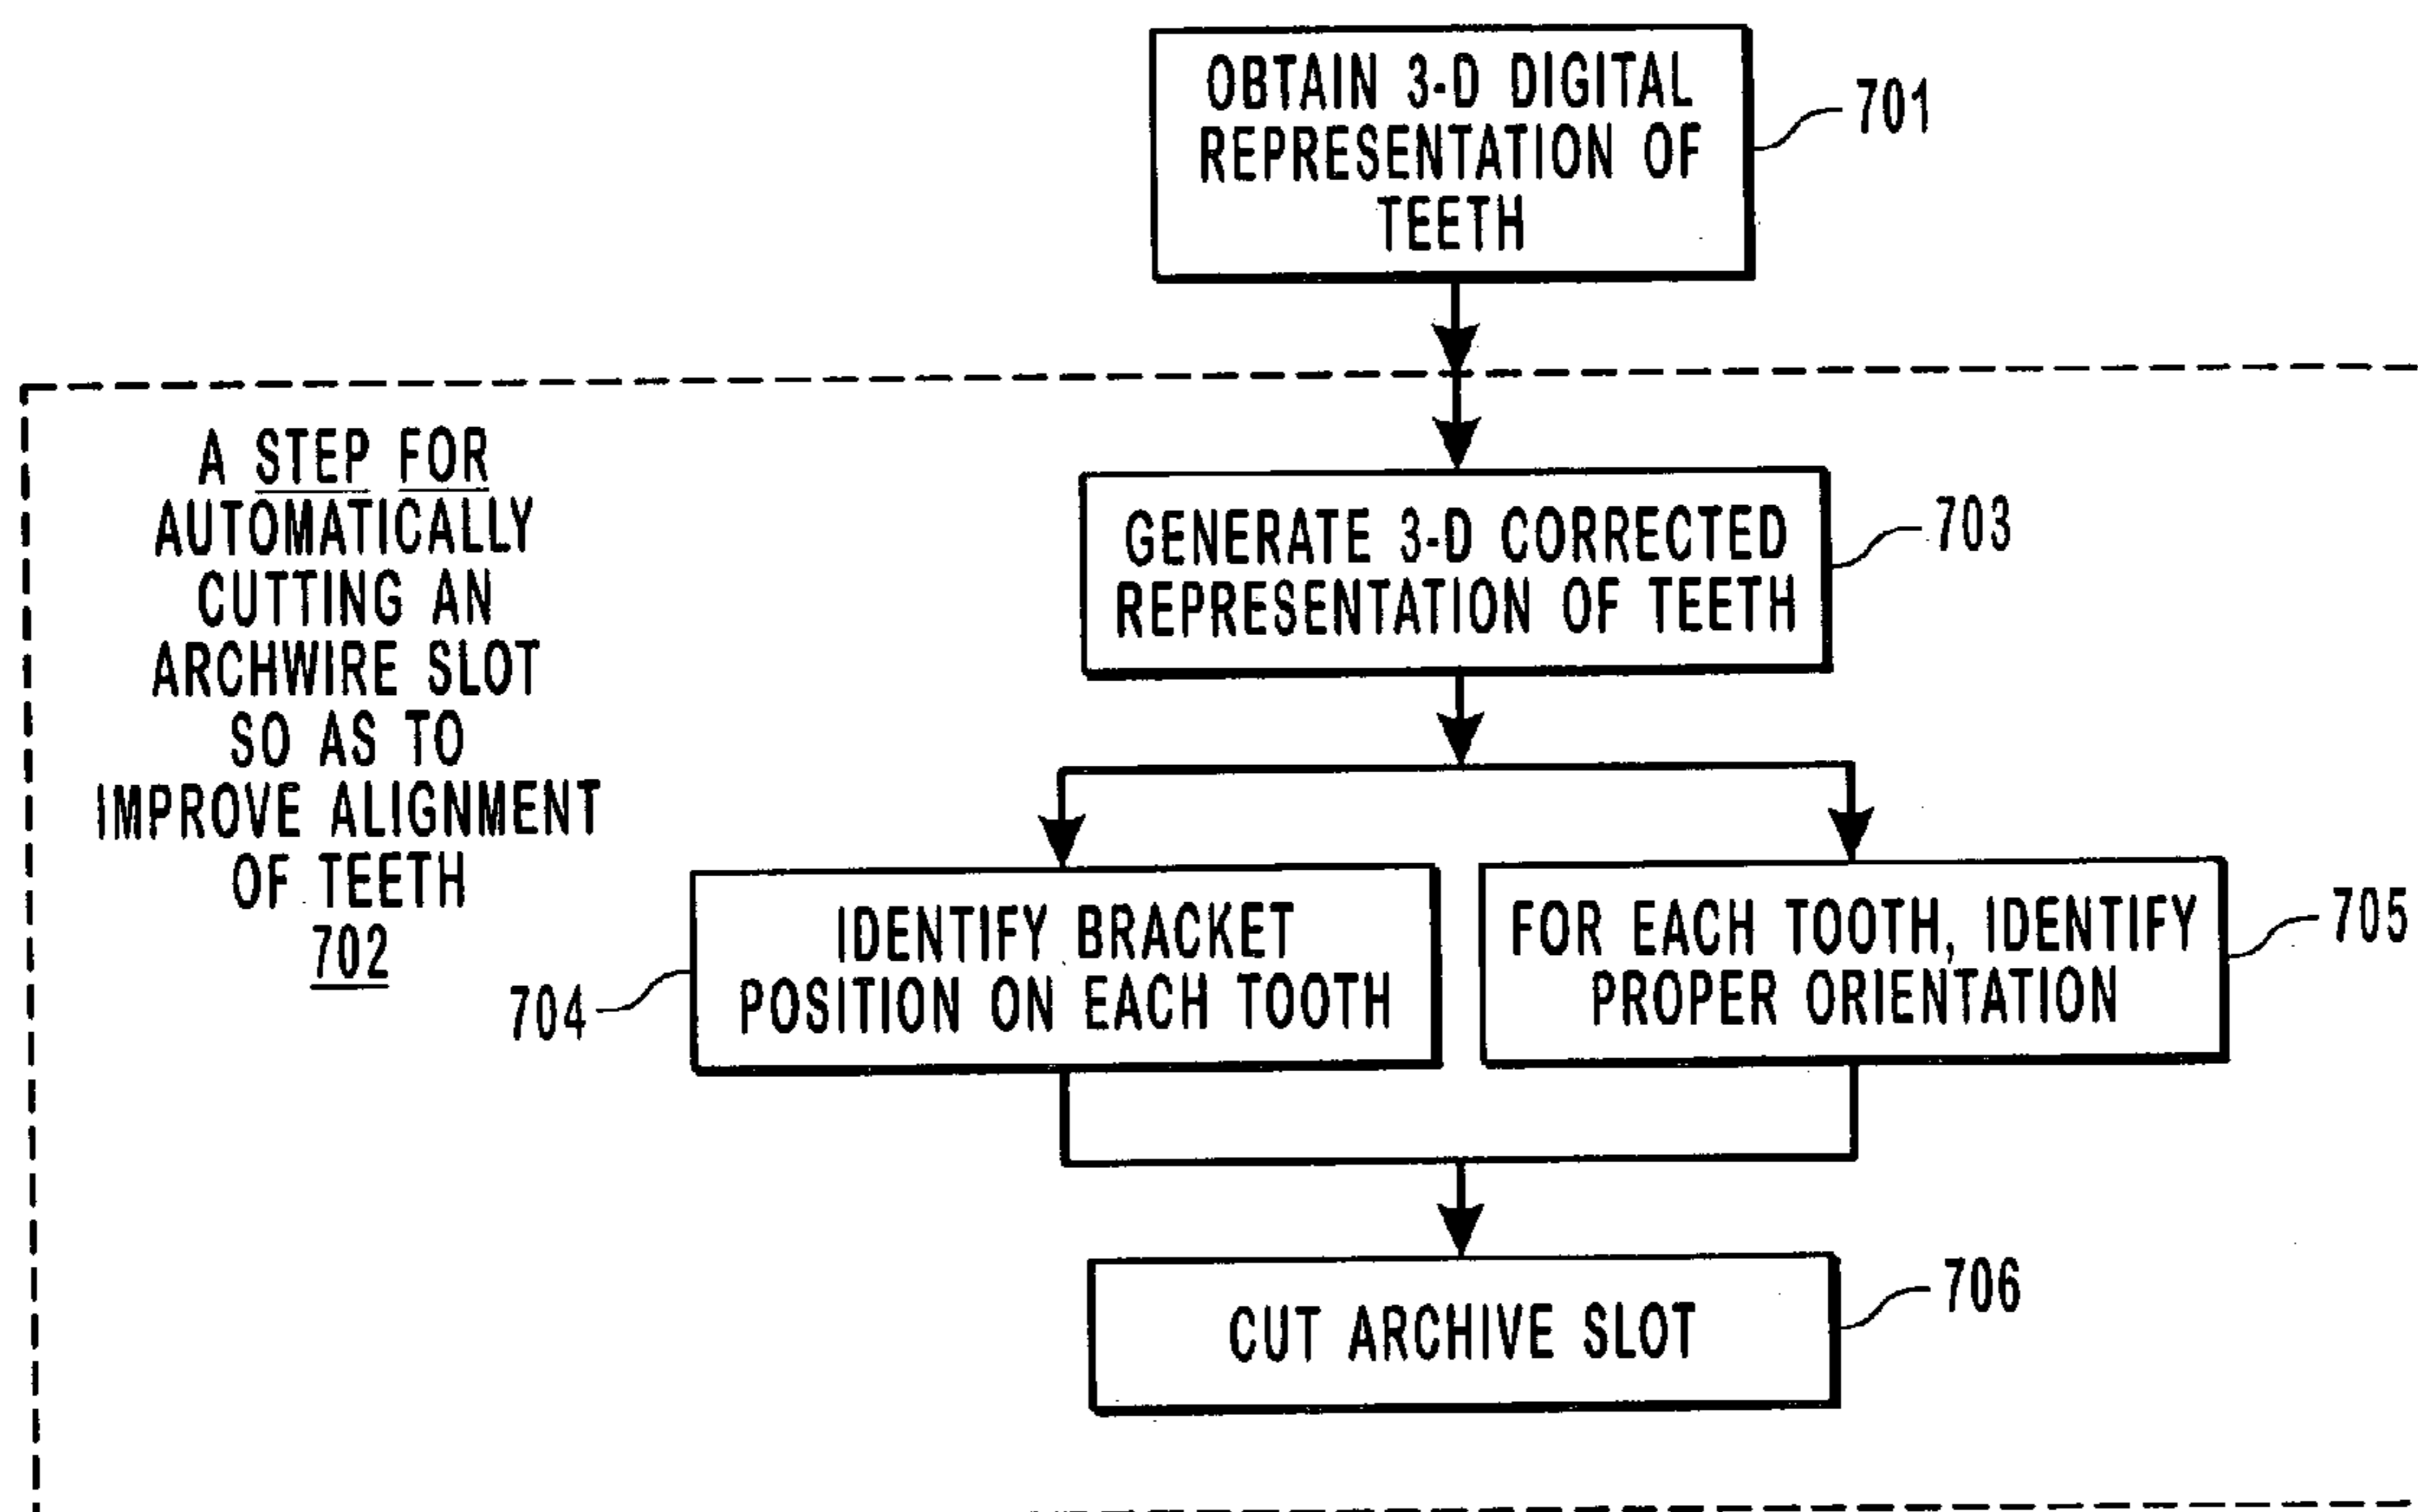 OBTAIN 3-D DIGITAL
REPRESENTATION OF
TEETH
701
A STEP FOR
AUTOMATICALLY
CUTTING AN
ARCHWIRE SLOT
SO AS TO
IMPROVE ALIGNMENT
OF TEETH
702
GENERATE 3-D CORRECTED
REPRESENTATION OF TEETH
703
IDENTIFY BRACKET
POSITION ON EACH TOOTH
704
FOR EACH TOOTH, IDENTIFY
PROPER ORIENTATION
705
CUT ARCHIVE SLOT
706